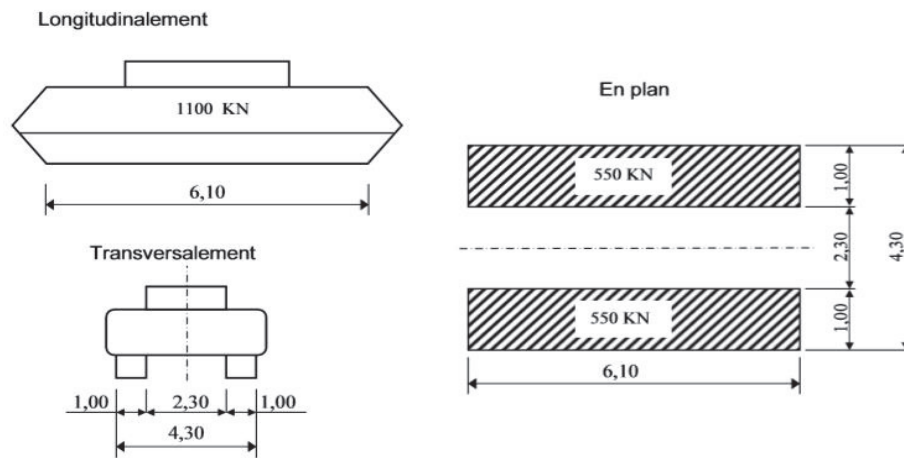 Longitudinalement
1100 KN
6,10
Transversalement
1,00 2,30 1,00
4,30
En plan
550 KN
1,00
2,30
4,30
550 KN
1,00
6,10